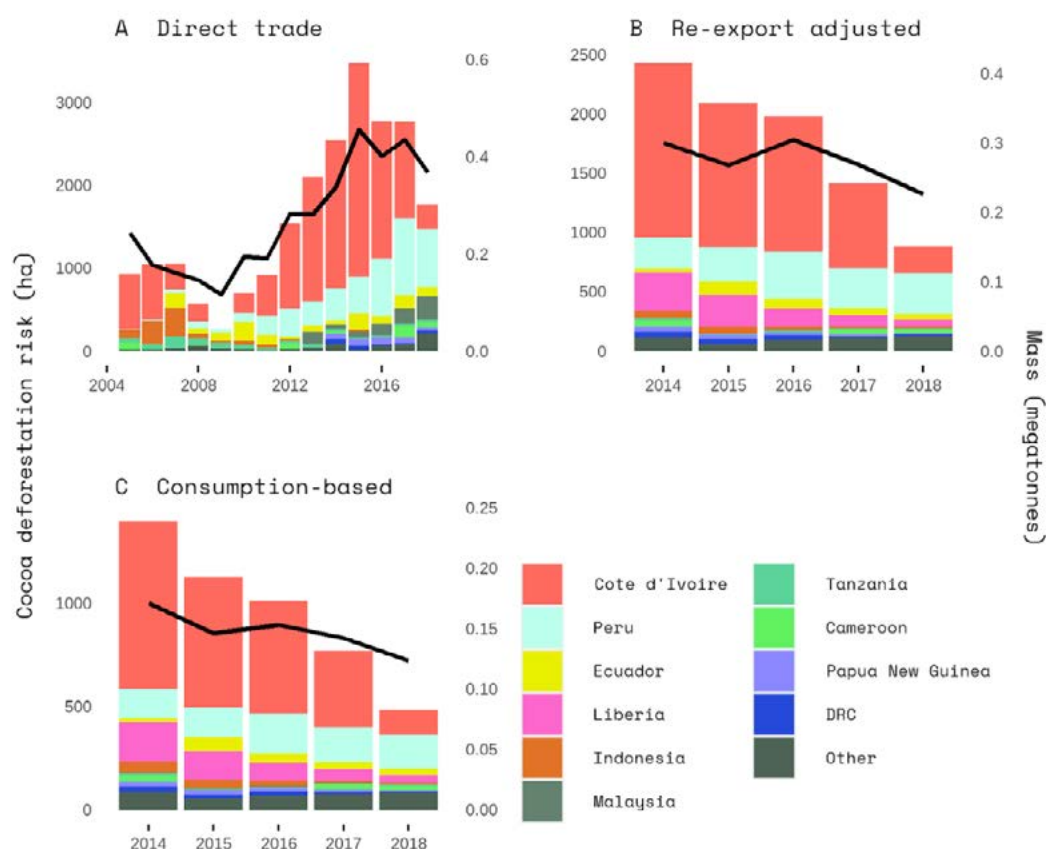 A Direct trade
3000
2000
1000
0
0.6
0.4
0.2
0.0
2004
2008
2012
2016
B Re-export adjusted
2500
2000
1500
1000
500
0
0.4
0.3
0.2
0.1
0.0
2014
2015
2016
2017
2018
Cocoa deforestation risk (ha)
Mass (megatonnes)
C Consumption-based
1000
500
0
0.25
0.20
0.15
0.10
0.05
0.00
2014
2015
2016
2017
2018
Cote d'Ivoire
Peru
Ecuador
Liberia
Indonesia
Malaysia
Tanzania
Cameroon
Papua New Guinea
DRC
Other